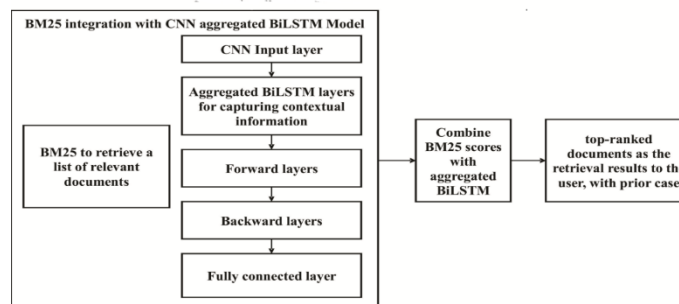 BM25 integration with CNN aggregated BiLSTM Model
CNN Input layer
Aggregated BiLSTM layers
for capturing contextual
information
BM25 to retrieve a
list of relevant
documents
Forward layers
Backward layers
Fully connected layer
Combine
BM25 scores
with
aggregated
BiLSTM
top-ranked
documents as the
retrieval results to the
user, with prior case